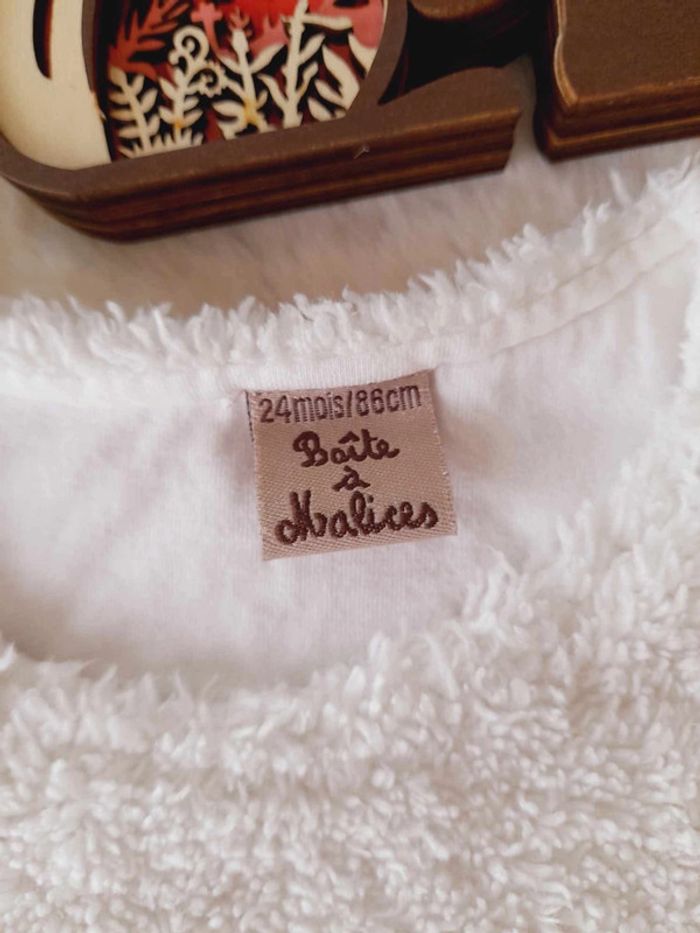 24mois/86cm
Boîte
à
Malices